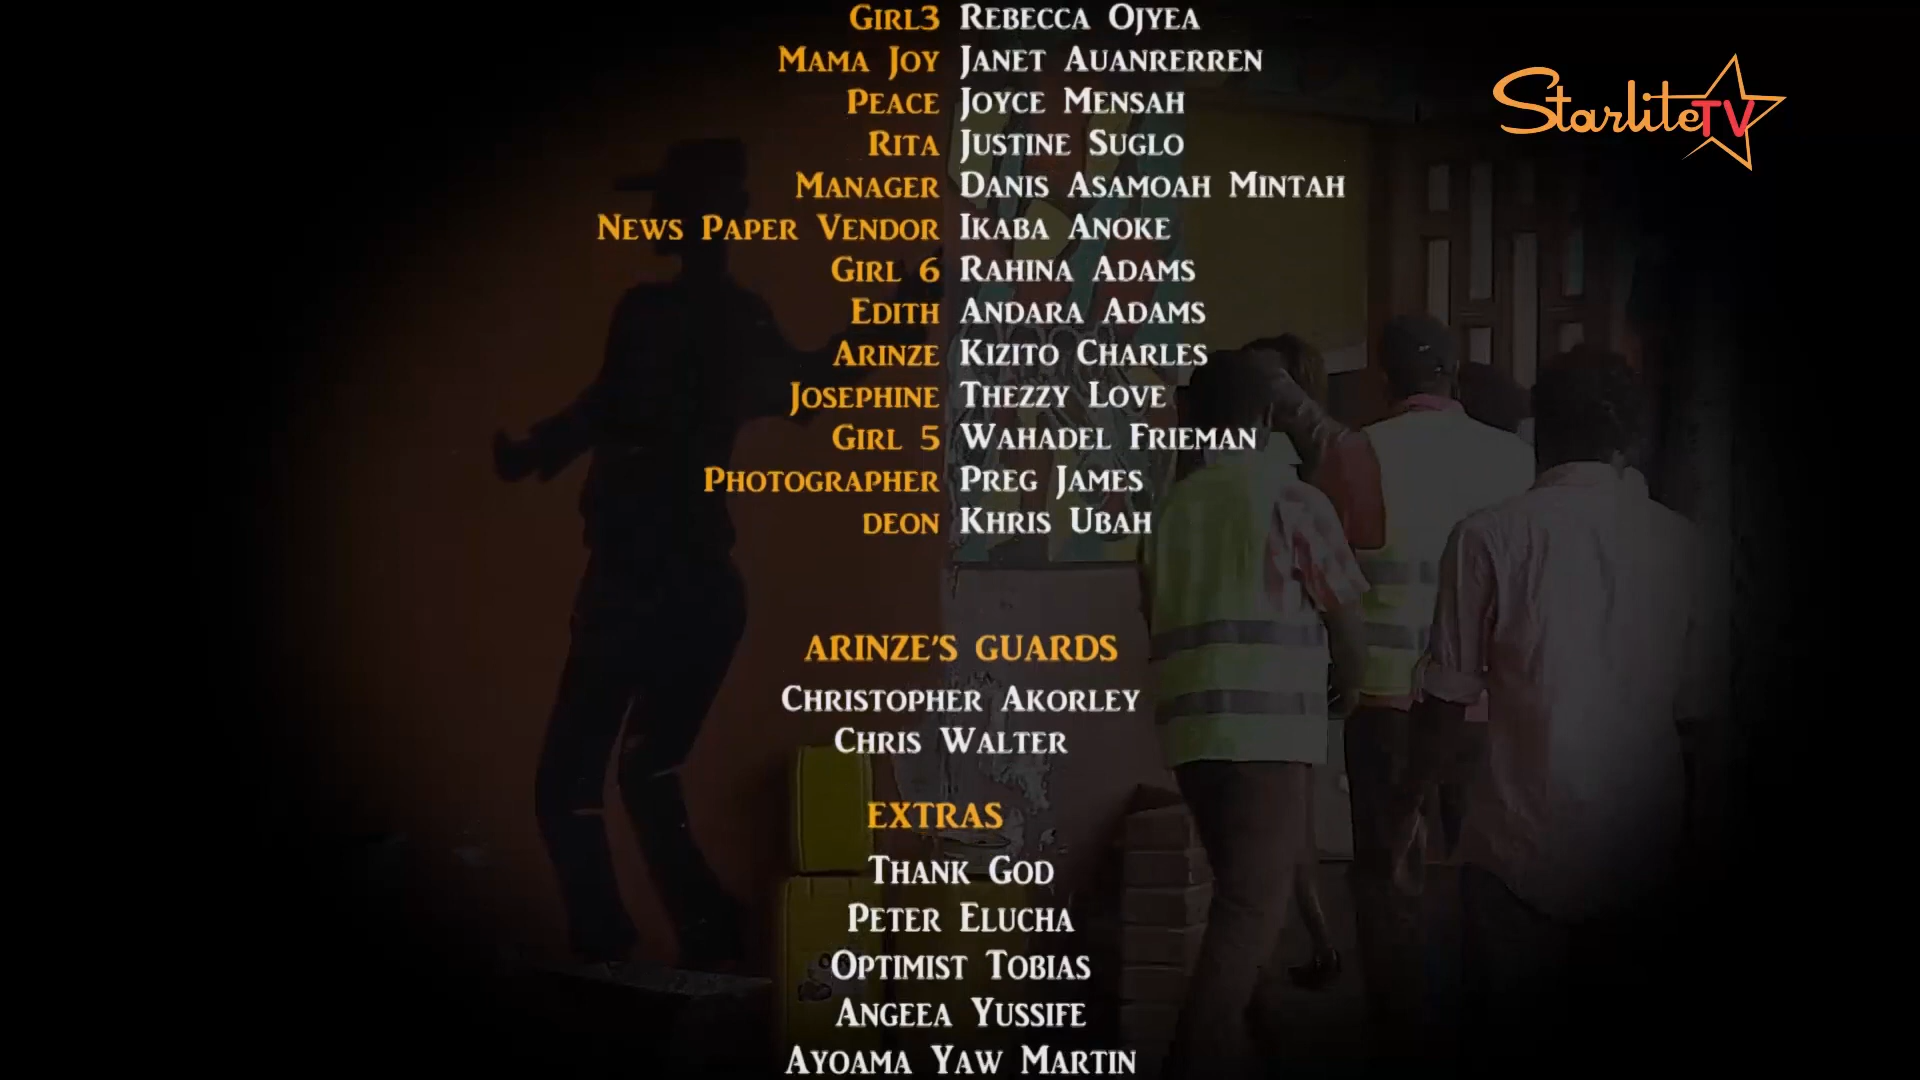 Girl3 Rebecca Ojyea
StarliteTV
Mama Joy Janet Auanrerren
Peace Joyce Mensah
Rita Justine Suglo
Manager Danis Asamoah Mintah
News Paper Vendor Ikaba Anoke
Girl 6 Rahina Adams
Edith Andara Adams
Arinze Kizito Charles
Josephine Thezzy Love
Girl 5 Wahadel Frieman
Photographer Preg James
deon Khris Ubah
ARINZE'S GUARDS
Christopher Akorley
Chris Walter
EXTRAS
Thank God
Peter Elucha
Optimist Tobias
Angeea Yussife
Ayoama Yaw Martin